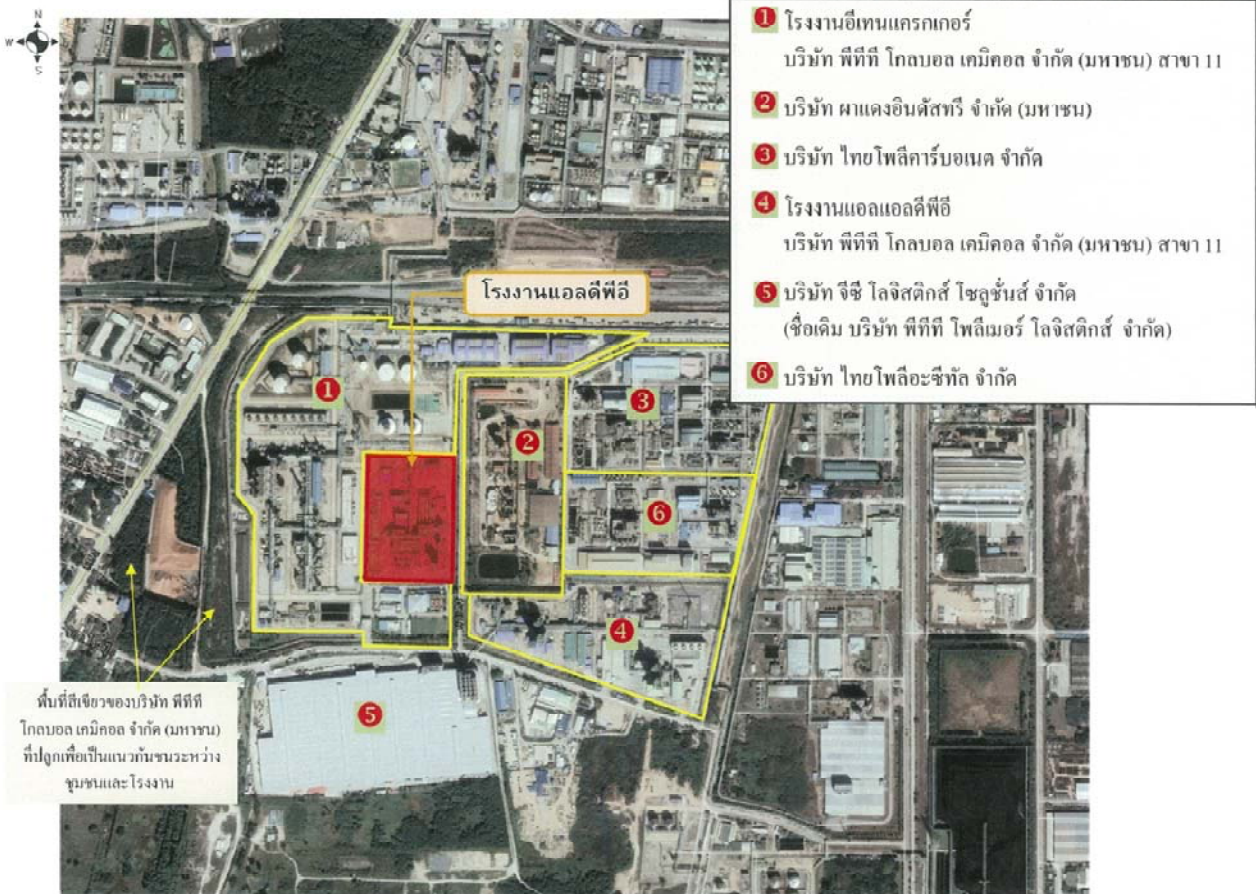 N
W
S
1 โรงงานอีเทนแครกเกอร์
บริษัท พีทีที โกลบอล เคมิคอล จำกัด (มหาชน) สาขา 11
2 บริษัท ผาแดงอินดัสทรี จำกัด (มหาชน)
3 บริษัท ไทยโพลีคาร์บอเนต จำกัด
4 โรงงานแอลแอลดีพีอี
บริษัท พีทีที โกลบอล เคมิคอล จำกัด (มหาชน) สาขา 11
5 บริษัท จีซี โลจิสติกส์ โซลูชั่นส์ จำกัด
(ชื่อเดิม บริษัท พีทีที โพลีเมอร์ โลจิสติกส์ จำกัด)
6 บริษัท ไทยโพลีอะซีทัล จำกัด
โรงงานแอลดีพีอี
1
2
3
6
4
5
พื้นที่สีเขียวของบริษัท พีทีที
โกลบอล เคมิคอล จำกัด (มหาชน)
ที่ปลูกเพื่อเป็นแนวกันชนระหว่าง
ชุมชนและโรงงาน